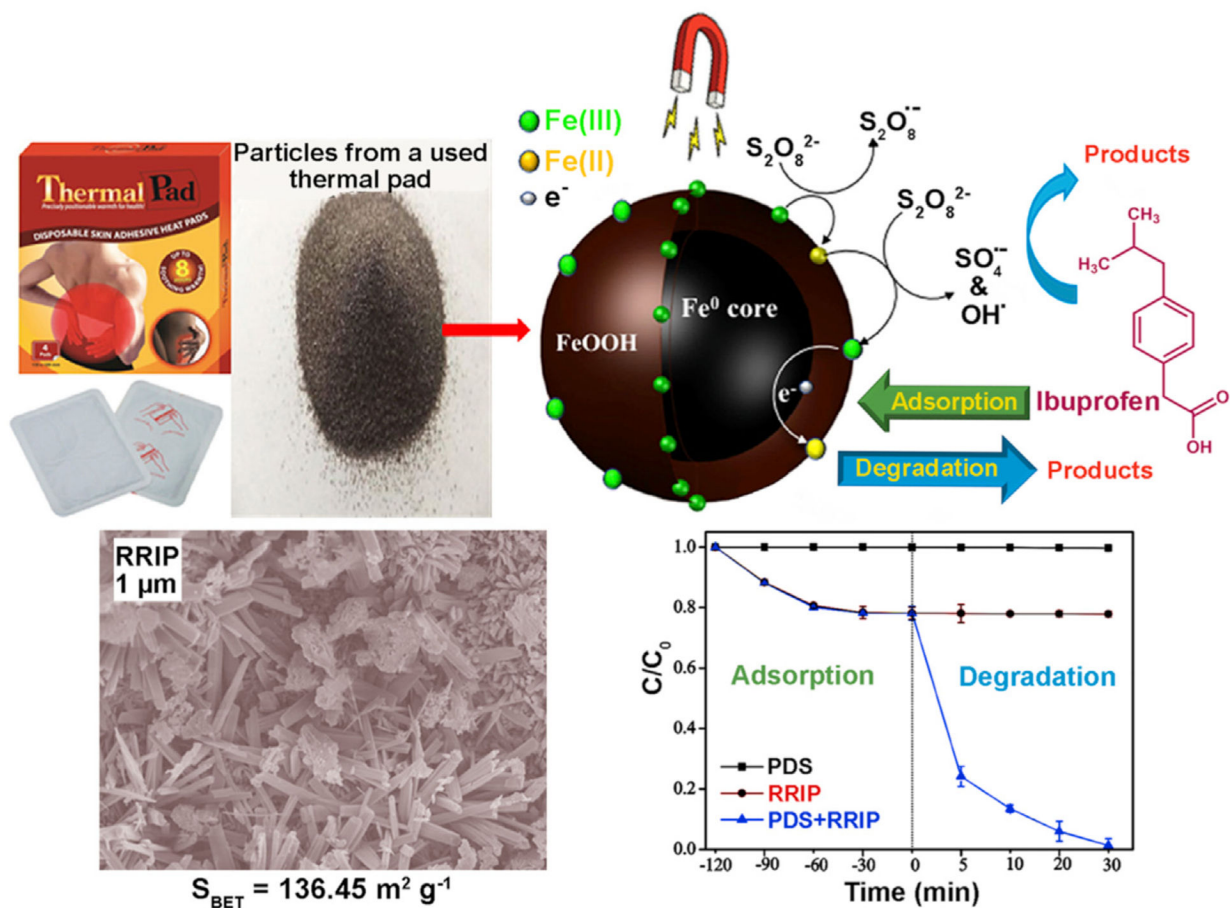 Thermal Pad
Precisely positionable warmth for health!
DISPOSABLE SKIN ADHESIVE HEAT PADS
UP TO
8
SOOTHING WARMTH!
4
Pads
Particles from a used
thermal pad
Fe(III)
Fe(II)
e⁻
S₂O₈²⁻
S₂O₈•⁻
S₂O₈²⁻
SO₄•⁻
&
OH•
Products
CH₃
H₃C
O
OH
FeOOH
Fe⁰ core
e⁻
Adsorption
Ibuprofen
Degradation
Products
RRIP
1 μm
S_BET = 136.45 m² g⁻¹
1.0
0.8
0.6
0.4
0.2
0.0
C/C₀
Adsorption
Degradation
PDS
RRIP
PDS+RRIP
-120 -90 -60 -30 0 5 10 20 30
Time (min)